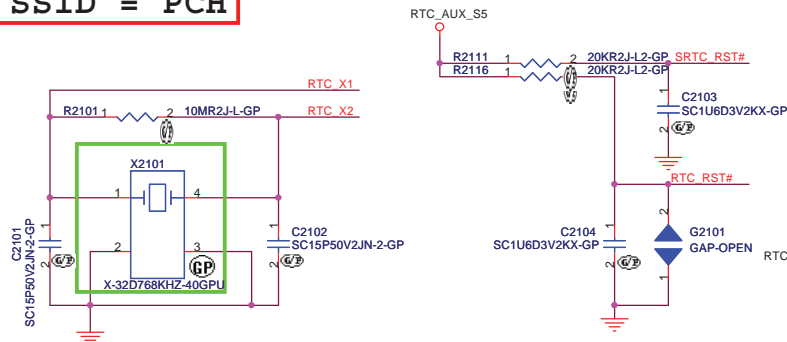 SSID = PCH
RTC_AUX_S5
R2111 1 2 20KR2J-L2-GP SRTC_RST#
R2116 1 2 20KR2J-L2-GP
RTC_X1
R2101 1 2 10MR2J-L-GP RTC_X2
1
C2103
SC1U6D3V2KX-GP
2 G/P
X2101
1 4
RTC_RST#
1
C2101
SC15P50V2JN-2-GP
2 G/P
2 3
GP
X-32D768KHZ-40GPU
1
C2102
SC15P50V2JN-2-GP
2 G/P
1
C2104
SC1U6D3V2KX-GP
2 G/P
2
G2101
GAP-OPEN
1
RTC